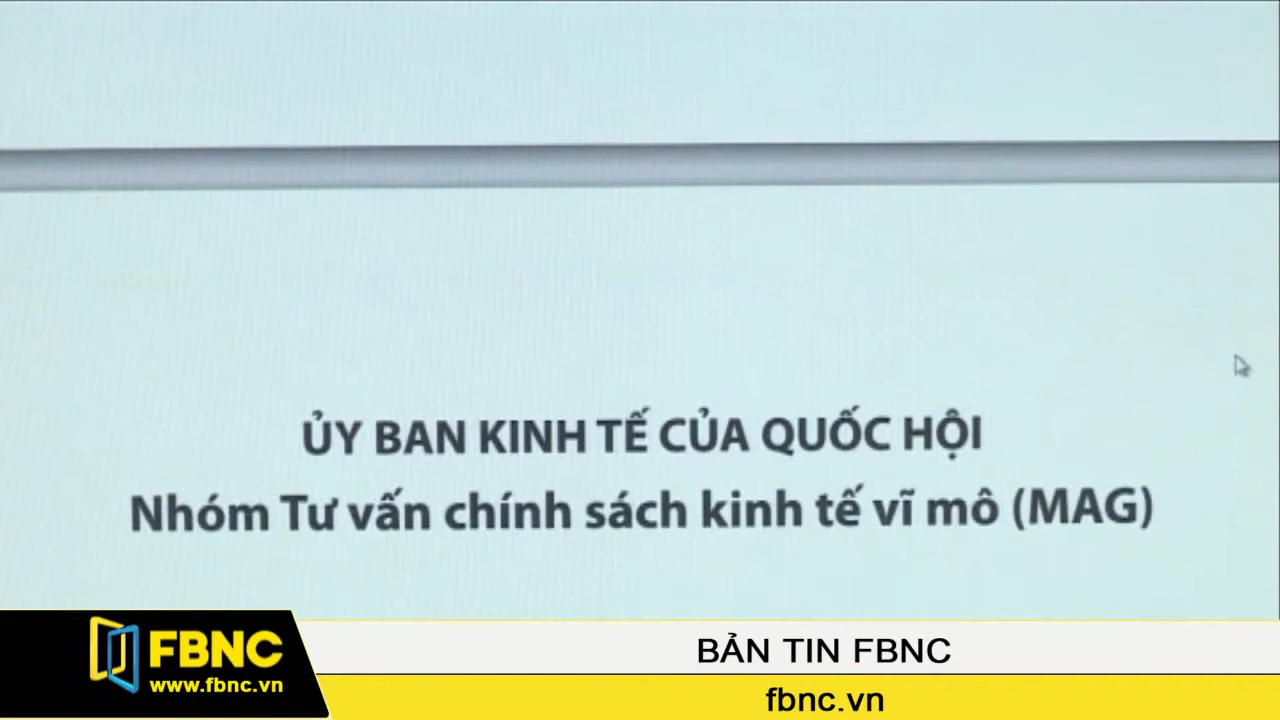 ỦY BAN KINH TẾ CỦA QUỐC HỘI
Nhóm Tư vấn chính sách kinh tế vĩ mô (MAG)
FBNC
www.fbnc.vn
BẢN TIN FBNC
fbnc.vn